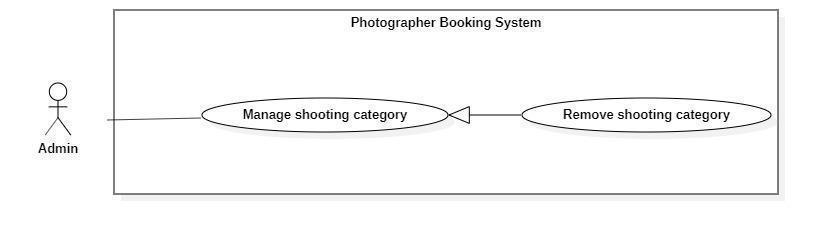 Photographer Booking System
Manage shooting category
Remove shooting category
Admin